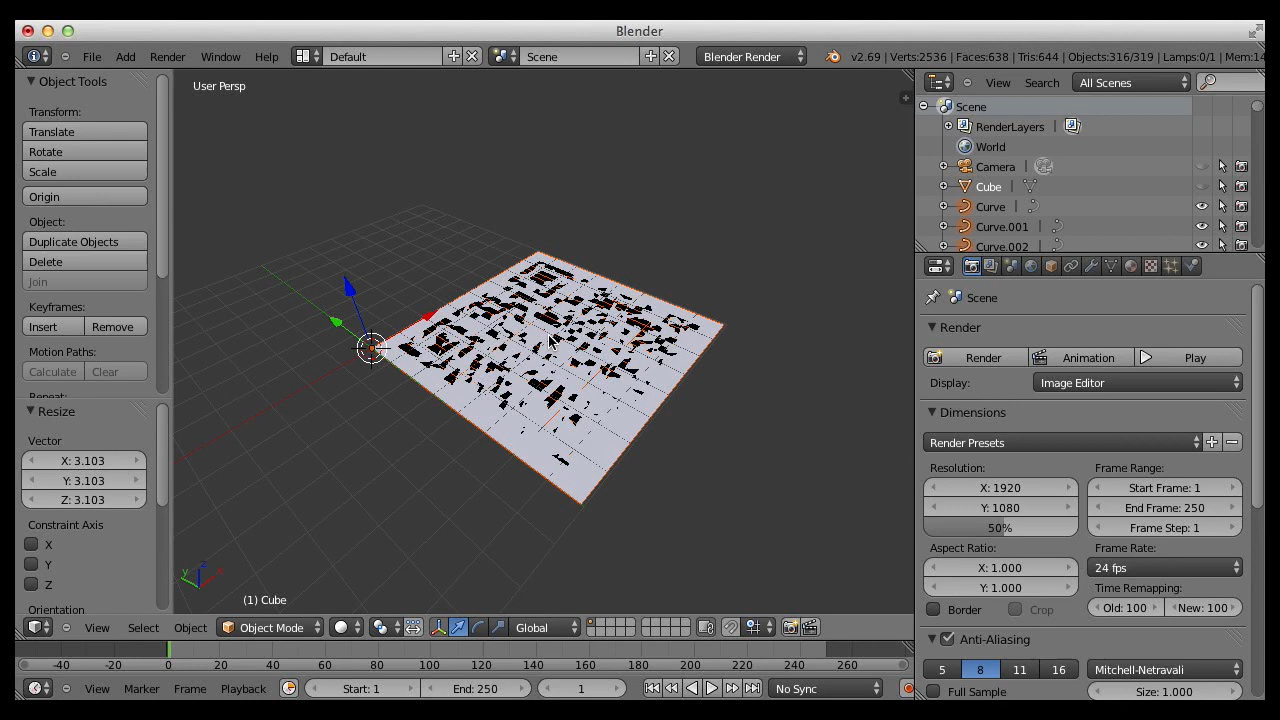 Blender
File Add Render Window Help Default Scene Blender Render v2.69 | Verts:2536 | Faces:638 | Tris:644 | Objects:316/319 | Lamps:0/1 | Mem:14
Object Tools
Transform:
Translate
Rotate
Scale
Origin
Object:
Duplicate Objects
Delete
Join
Keyframes:
Insert Remove
Motion Paths:
Calculate Clear
Repeat:
Resize
Vector
X: 3.103
Y: 3.103
Z: 3.103
Constraint Axis
X
Y
Z
Orientation
User Persp
(1) Cube
View Select Object Object Mode Global
-40 -20 0 20 40 60 80 100 120 140 160 180 200 220 240 260
View Marker Frame Playback Start: 1 End: 250 1 No Sync
View Search All Scenes
Scene
RenderLayers
World
Camera
Cube
Curve
Curve.001
Curve.002
Scene
Render
Render Animation Play
Display: Image Editor
Dimensions
Render Presets
Resolution: Frame Range:
X: 1920 Start Frame: 1
Y: 1080 End Frame: 250
50% Frame Step: 1
Aspect Ratio: Frame Rate:
X: 1.000 24 fps
Y: 1.000 Time Remapping:
Border Crop Old: 100 New: 100
Anti-Aliasing
5 8 11 16 Mitchell-Netravali
Full Sample Size: 1.000